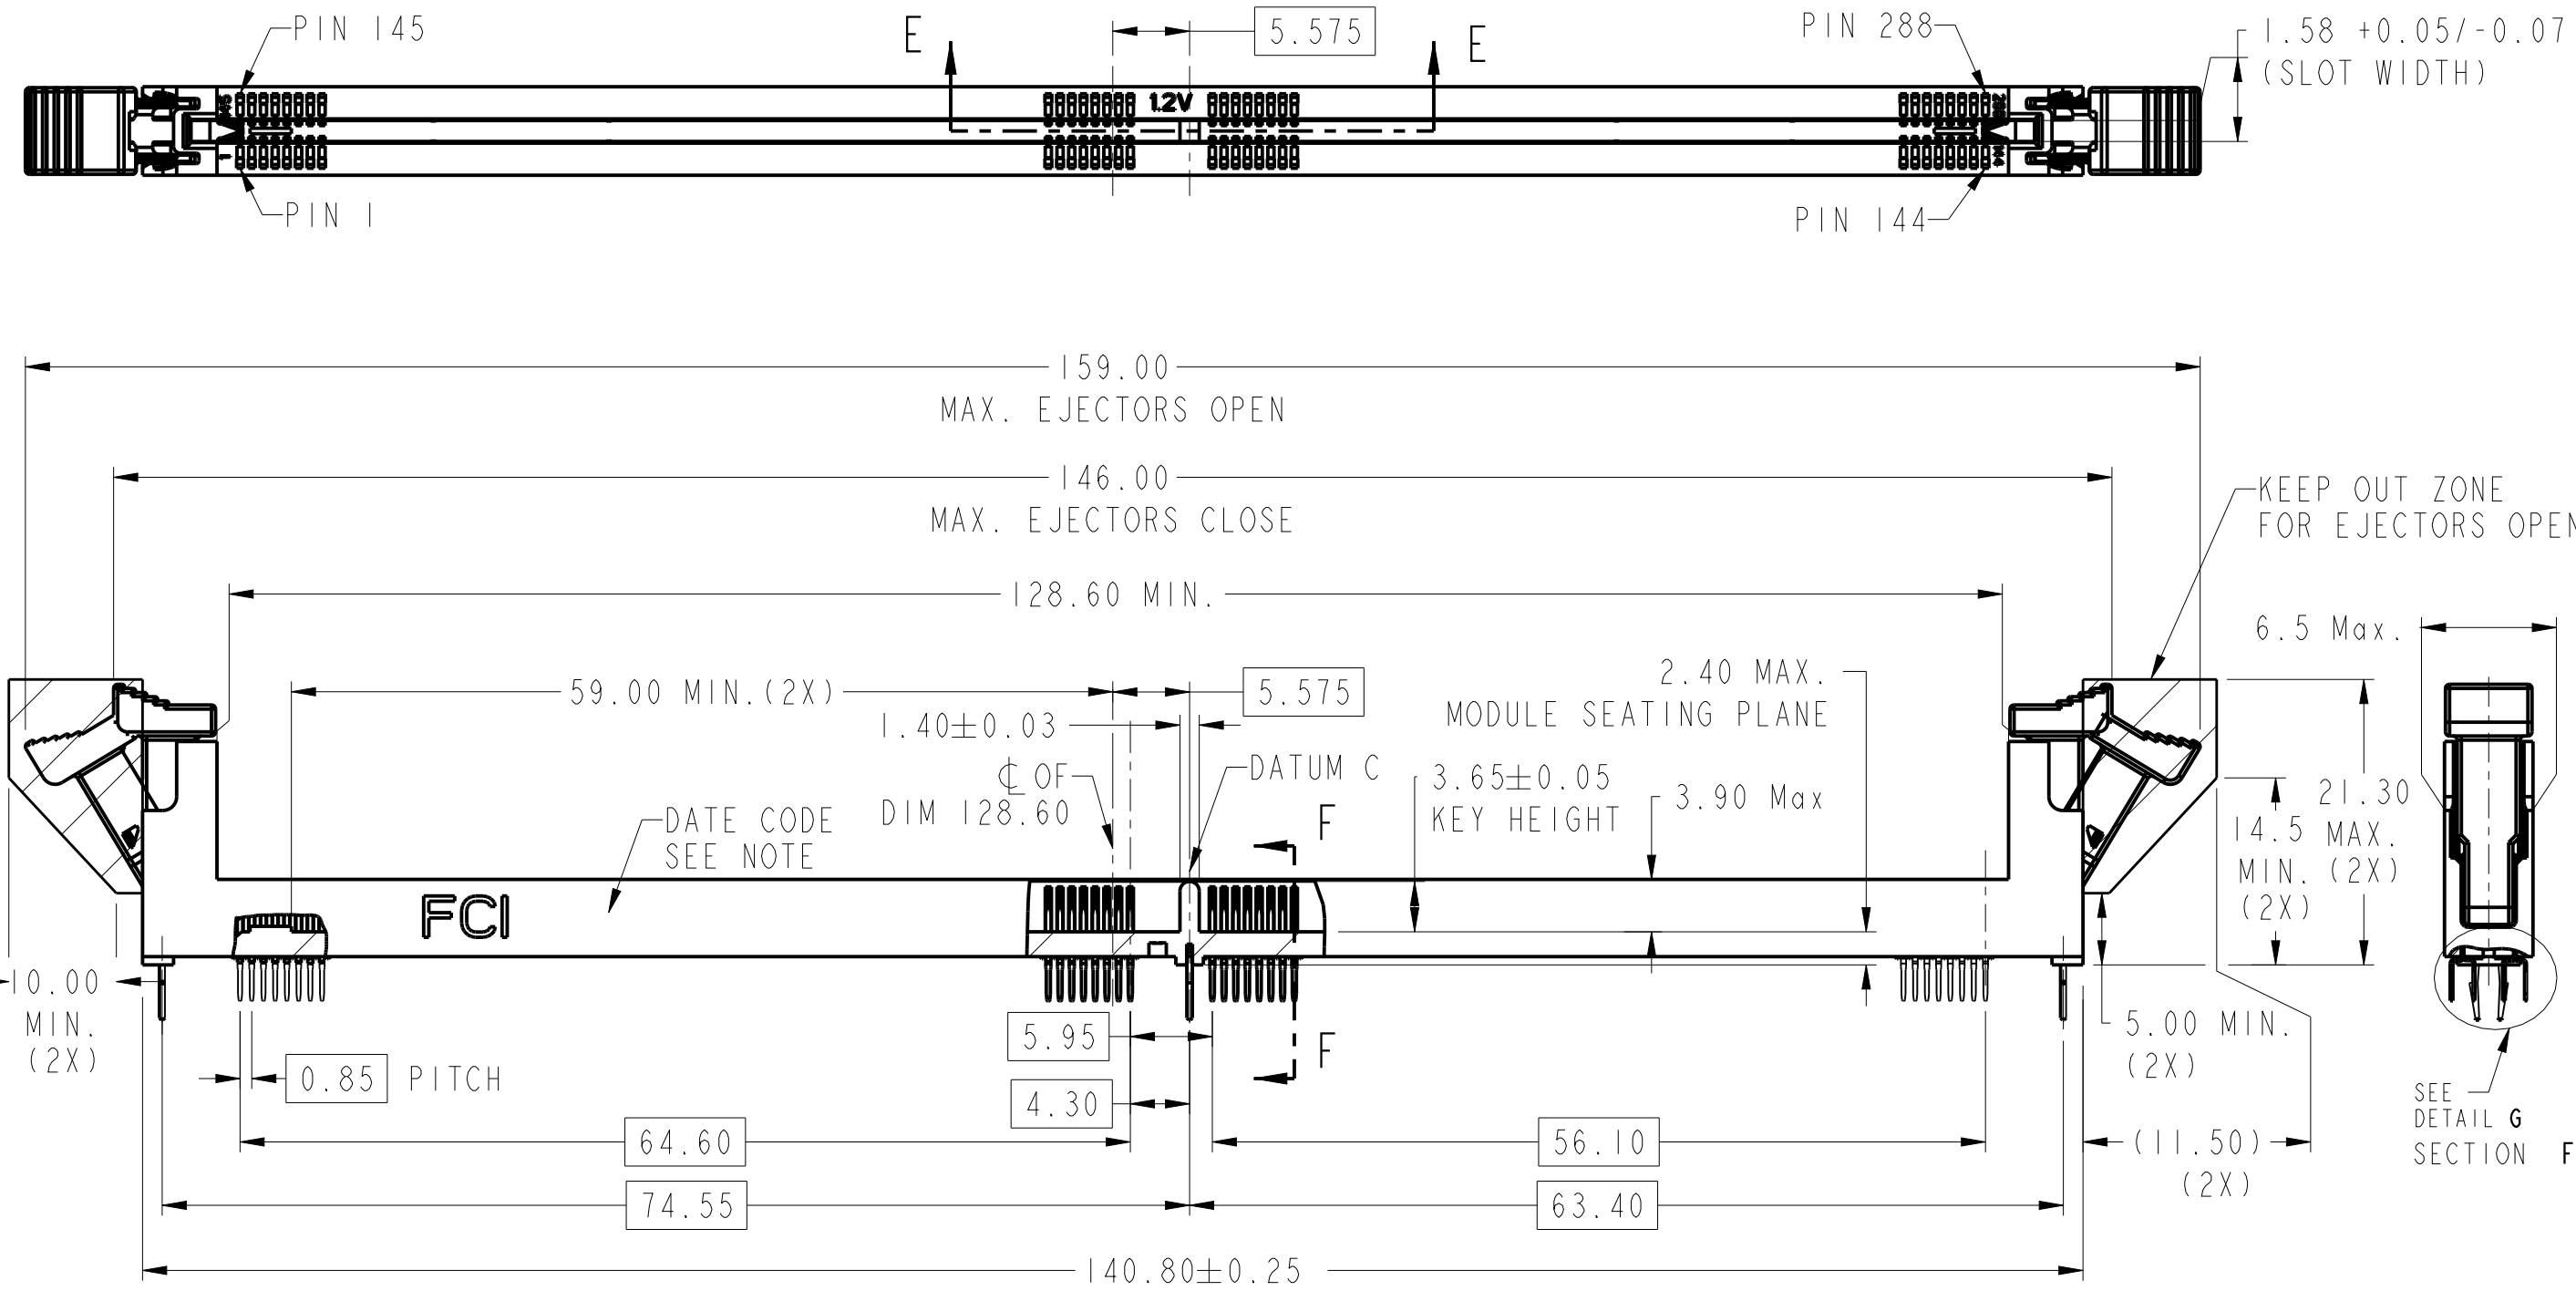 PIN 145
E
5.575
E
PIN 288
1.58 +0.05/-0.07
(SLOT WIDTH)
1.2V
1
PIN 1
PIN 144
159.00
MAX. EJECTORS OPEN
146.00
MAX. EJECTORS CLOSE
KEEP OUT ZONE
FOR EJECTORS OPEN
128.60 MIN.
6.5 Max.
59.00 MIN.(2X)
5.575
2.40 MAX.
MODULE SEATING PLANE
1.40±0.03
℄ OF
DIM 128.60
DATUM C
3.65±0.05
KEY HEIGHT
3.90 Max
21.30
MAX.
(2X)
14.5
MIN.
(2X)
DATE CODE
SEE NOTE
F
FCI
10.00
MIN.
(2X)
5.95
F
5.00 MIN.
(2X)
0.85 PITCH
4.30
SEE
DETAIL G
SECTION F
64.60
56.10
(11.50)
(2X)
74.55
63.40
140.80±0.25